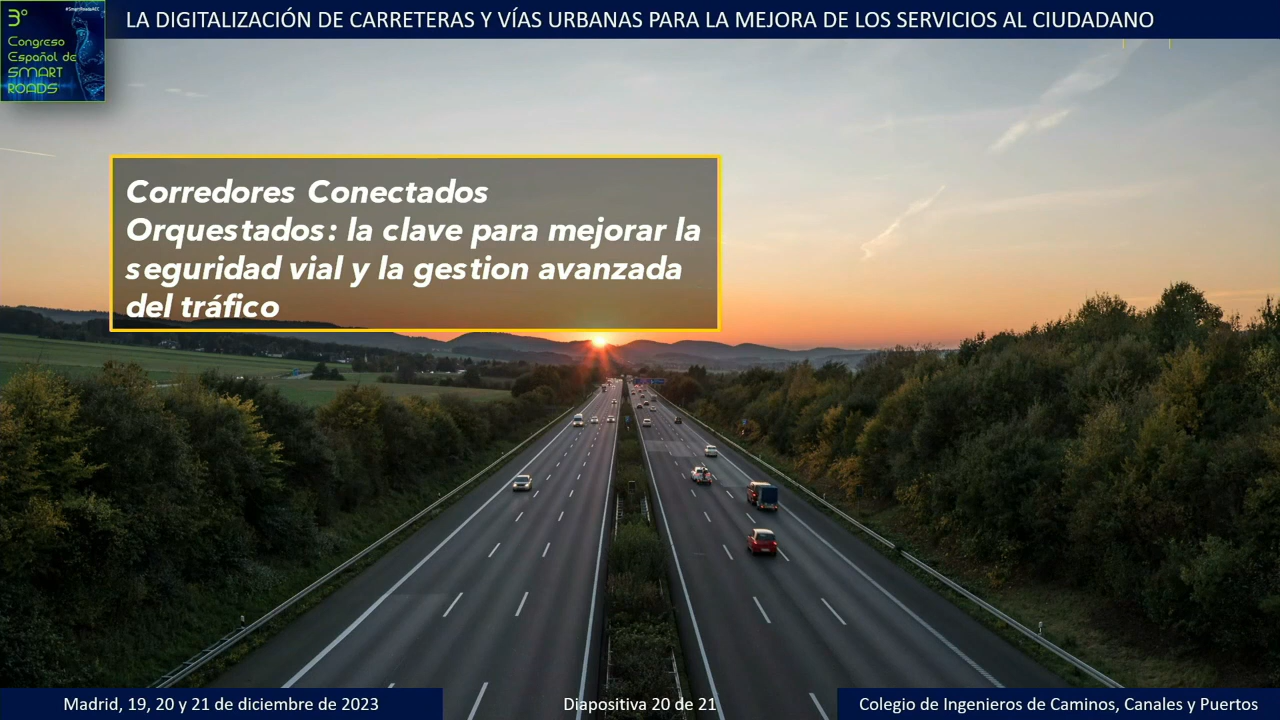 LA DIGITALIZACIÓN DE CARRETERAS Y VÍAS URBANAS PARA LA MEJORA DE LOS SERVICIOS AL CIUDADANO
#SmartRoadsAEC
3º
Congreso
Español de
SMART
ROADS
Corredores Conectados
Orquestados: la clave para mejorar la
seguridad vial y la gestion avanzada
del tráfico
Madrid, 19, 20 y 21 de diciembre de 2023
Diapositiva 20 de 21
Colegio de Ingenieros de Caminos, Canales y Puertos